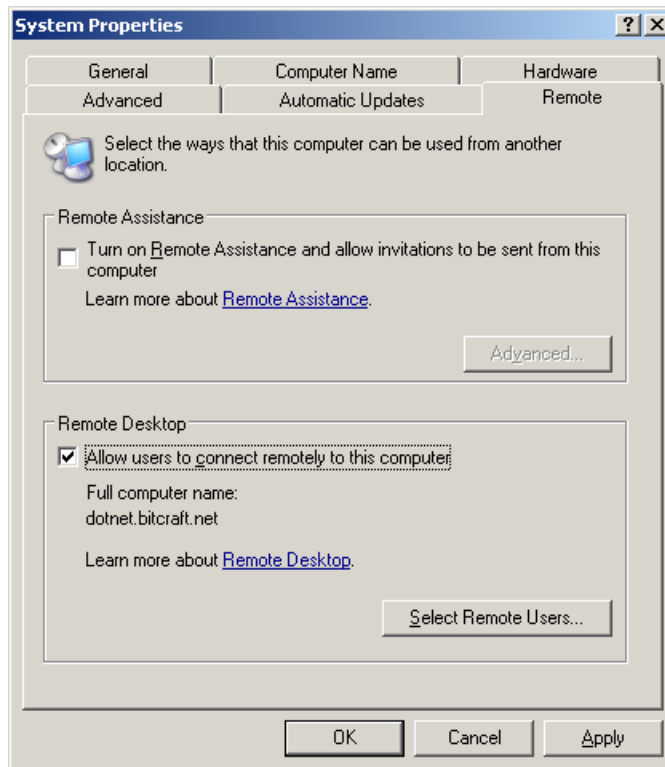 System Properties
General
Computer Name
Hardware
Advanced
Automatic Updates
Remote
Select the ways that this computer can be used from another
location.
Remote Assistance
Turn on Remote Assistance and allow invitations to be sent from this
computer
Learn more about Remote Assistance.
Advanced...
Remote Desktop
Allow users to connect remotely to this computer
Full computer name:
dotnet.bitcraft.net
Learn more about Remote Desktop.
Select Remote Users...
OK
Cancel
Apply